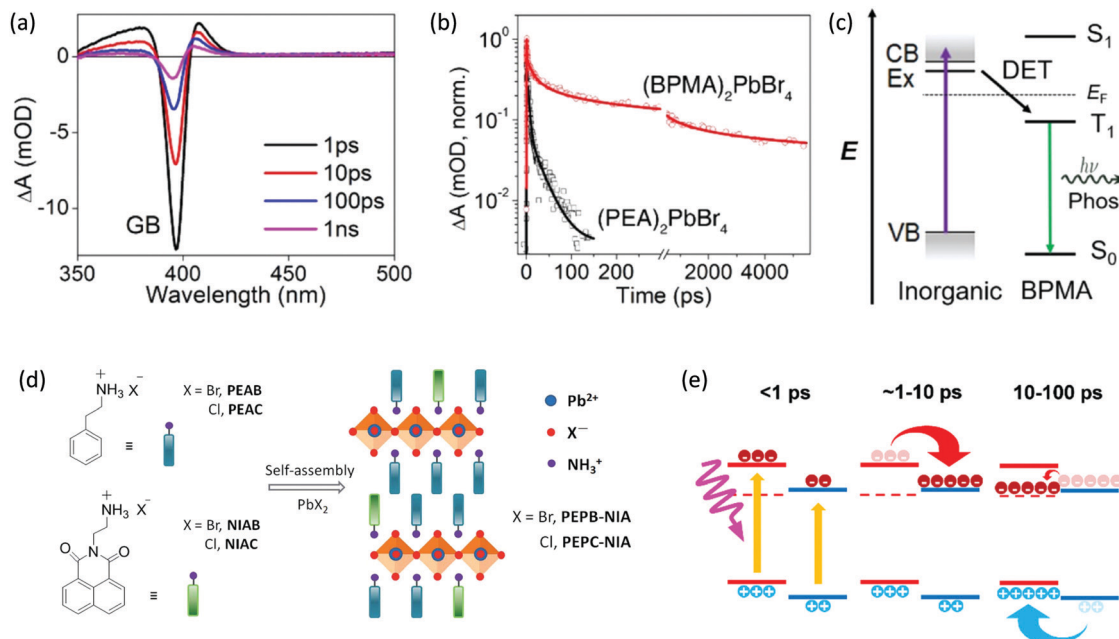 (a)
0
-5
-10
ΔA (mOD)
1ps
10ps
100ps
1ns
GB
350
400
450
500
Wavelength (nm)
(b)
10⁰
10⁻¹
10⁻²
ΔA (mOD, norm.)
(BPMA)₂PbBr₄
(PEA)₂PbBr₄
0
100
200
2000
4000
Time (ps)
(c)
E
CB
Ex
VB
DET
S₁
E_F
T₁
hν
Phos
S₀
Inorganic
BPMA
(d)
+
NH₃ X⁻
X = Br, PEAB
Cl, PEAC
≡
+
NH₃ X⁻
X = Br, NIAB
Cl, NIAC
O
N
O
≡
Self-assembly
PbX₂
Pb²⁺
X⁻
NH₃⁺
X = Br, PEPB-NIA
Cl, PEPC-NIA
(e)
<1 ps
~1-10 ps
10-100 ps